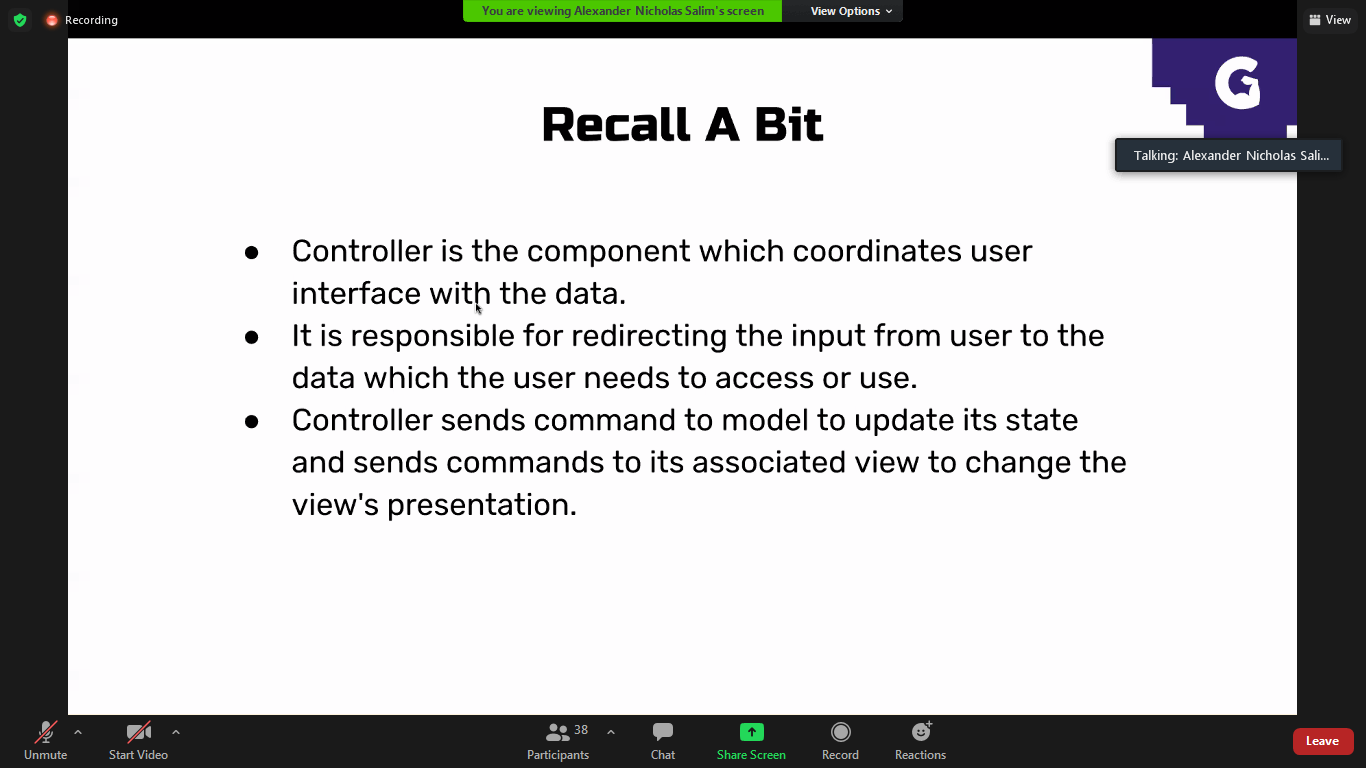 Recording
You are viewing Alexander Nicholas Salim's screen
View Options
View
G
Recall A Bit
Talking: Alexander Nicholas Sali...
● Controller is the component which coordinates user
interface with the data.
● It is responsible for redirecting the input from user to the
data which the user needs to access or use.
● Controller sends command to model to update its state
and sends commands to its associated view to change the
view's presentation.
Unmute
Start Video
38
Participants
Chat
Share Screen
Record
Reactions
Leave